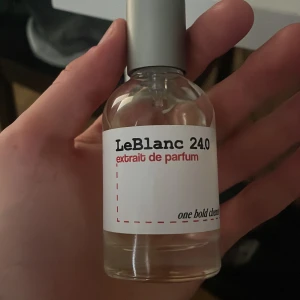 LeBlanc 24.0
extrait de parfum
one bold